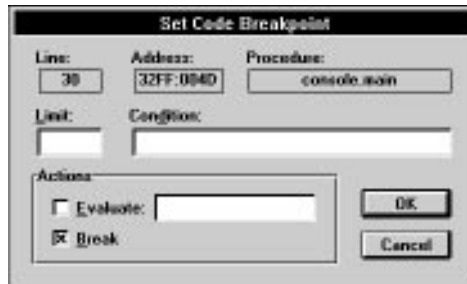 Set Code Breakpoint
Line: Address: Procedure:
30 32FF:004D console.main
Limit: Condition:
Actions
Evaluate:
Break
OK
Cancel